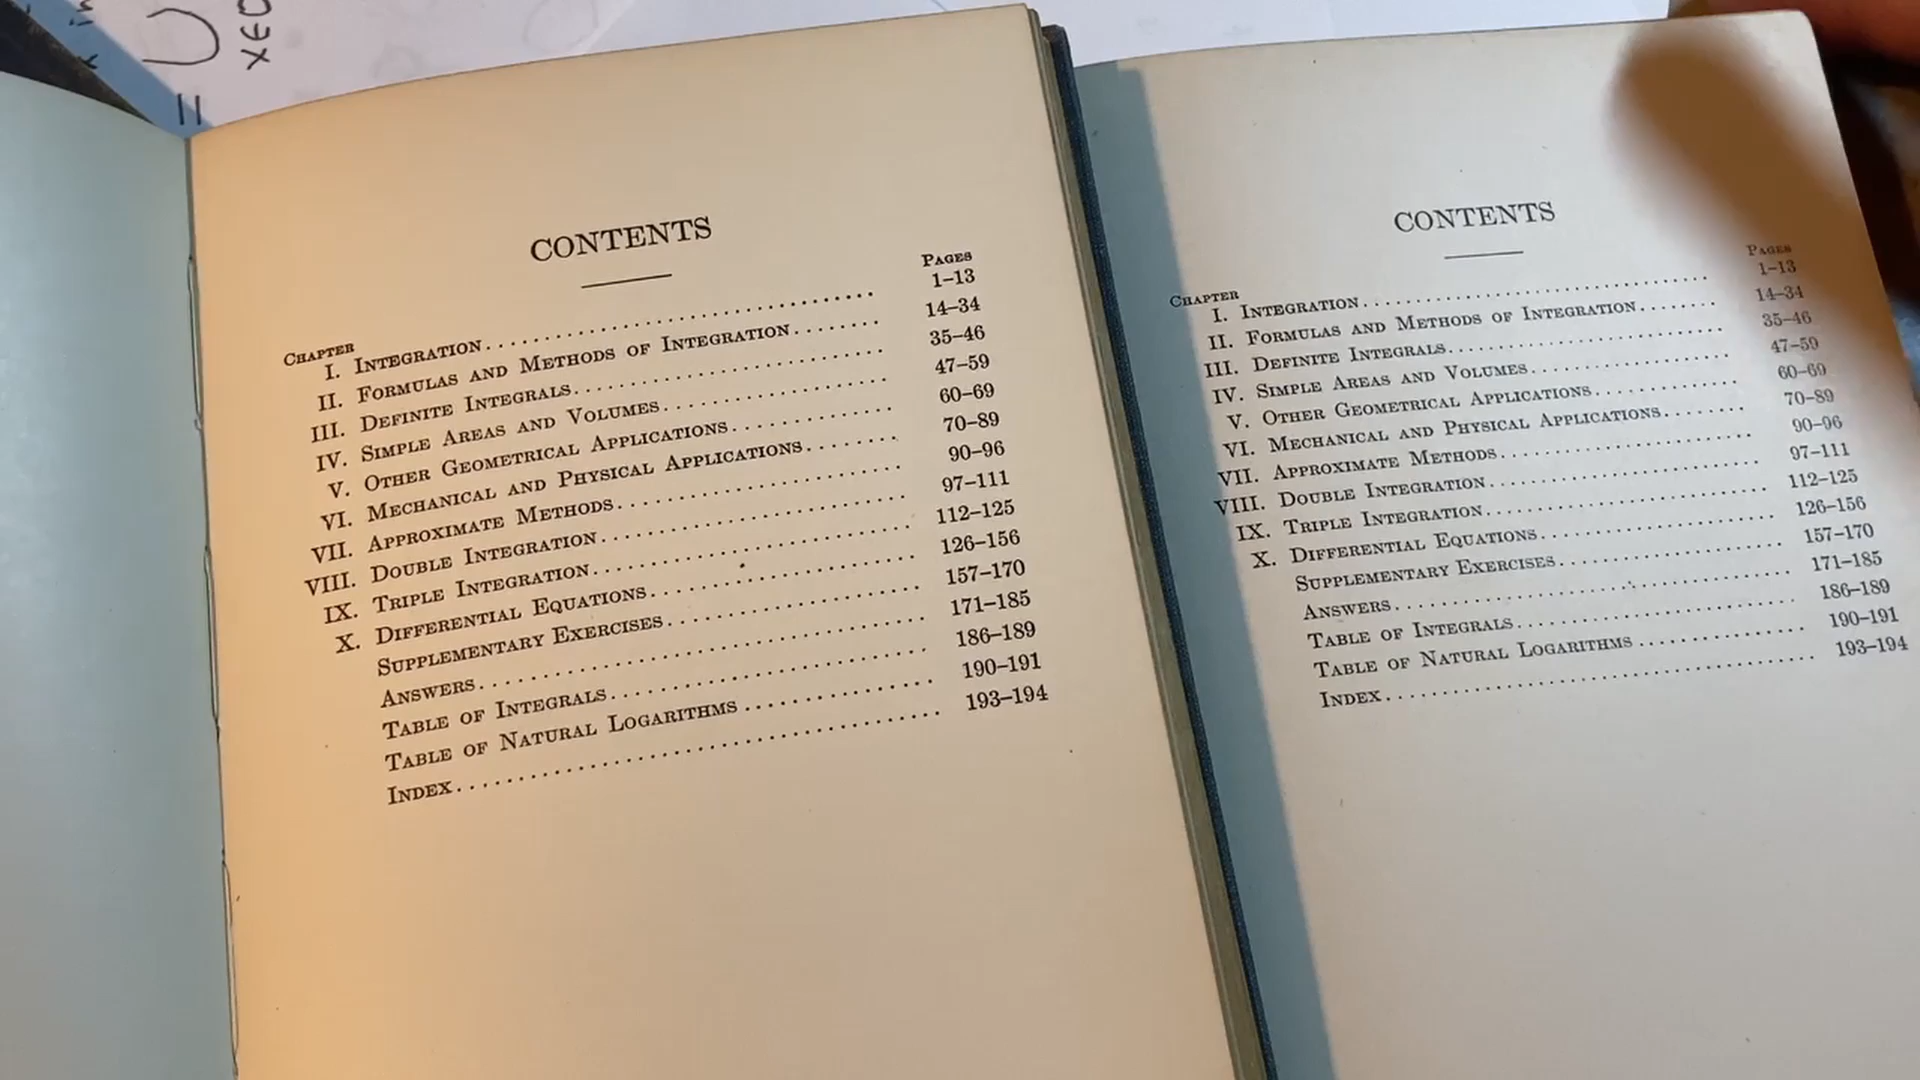 = U
x∈O
CONTENTS
CHAPTER PAGES
I. INTEGRATION 1–13
II. FORMULAS AND METHODS OF INTEGRATION 14–34
III. DEFINITE INTEGRALS 35–46
IV. SIMPLE AREAS AND VOLUMES 47–59
V. OTHER GEOMETRICAL APPLICATIONS 60–69
VI. MECHANICAL AND PHYSICAL APPLICATIONS 70–89
VII. APPROXIMATE METHODS 90–96
VIII. DOUBLE INTEGRATION 97–111
IX. TRIPLE INTEGRATION 112–125
X. DIFFERENTIAL EQUATIONS 126–156
SUPPLEMENTARY EXERCISES 157–170
ANSWERS 171–185
TABLE OF INTEGRALS 186–189
TABLE OF NATURAL LOGARITHMS 190–191
INDEX 193–194
CONTENTS
CHAPTER PAGES
I. INTEGRATION 1–13
II. FORMULAS AND METHODS OF INTEGRATION 14–34
III. DEFINITE INTEGRALS 35–46
IV. SIMPLE AREAS AND VOLUMES 47–59
V. OTHER GEOMETRICAL APPLICATIONS 60–69
VI. MECHANICAL AND PHYSICAL APPLICATIONS 70–89
VII. APPROXIMATE METHODS 90–96
VIII. DOUBLE INTEGRATION 97–111
IX. TRIPLE INTEGRATION 112–125
X. DIFFERENTIAL EQUATIONS 126–156
SUPPLEMENTARY EXERCISES 157–170
ANSWERS 171–185
TABLE OF INTEGRALS 186–189
TABLE OF NATURAL LOGARITHMS 190–191
INDEX 193–194